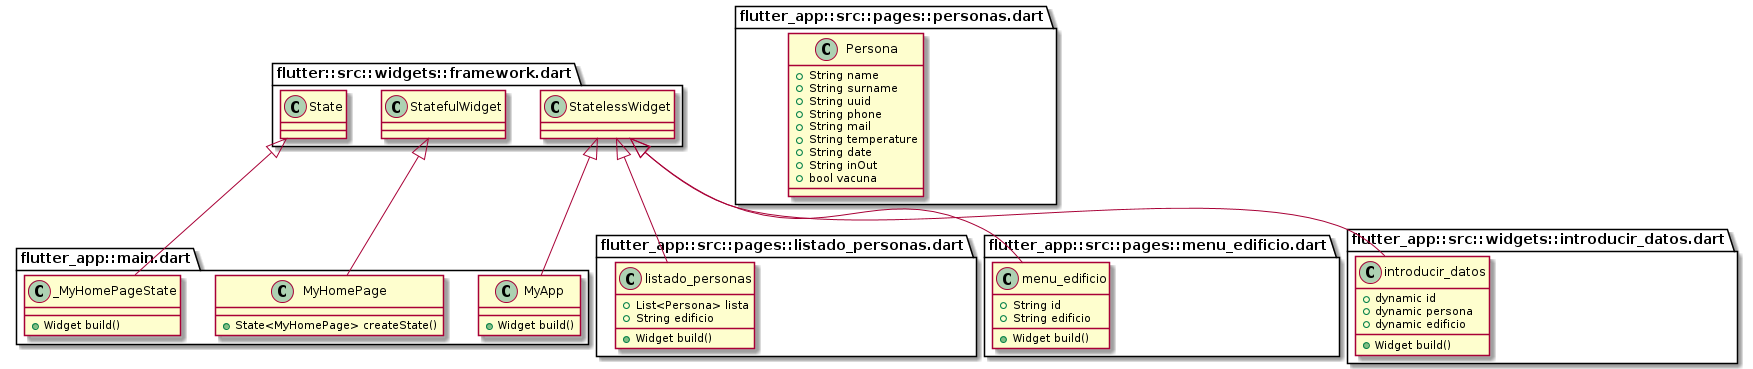 flutter_app::src::pages::personas.dart
C Persona
String name
String surname
String uuid
String phone
String mail
String temperature
String date
String inOut
bool vacuna
flutter::src::widgets::framework.dart
C State
C StatefulWidget
C StatelessWidget
flutter_app::main.dart
C _MyHomePageState
Widget build()
C MyHomePage
State<MyHomePage> createState()
C MyApp
Widget build()
flutter_app::src::pages::listado_personas.dart
C listado_personas
List<Persona> lista
String edificio
Widget build()
flutter_app::src::pages::menu_edificio.dart
C menu_edificio
String id
String edificio
Widget build()
flutter_app::src::widgets::introducir_datos.dart
C introducir_datos
dynamic id
dynamic persona
dynamic edificio
Widget build()